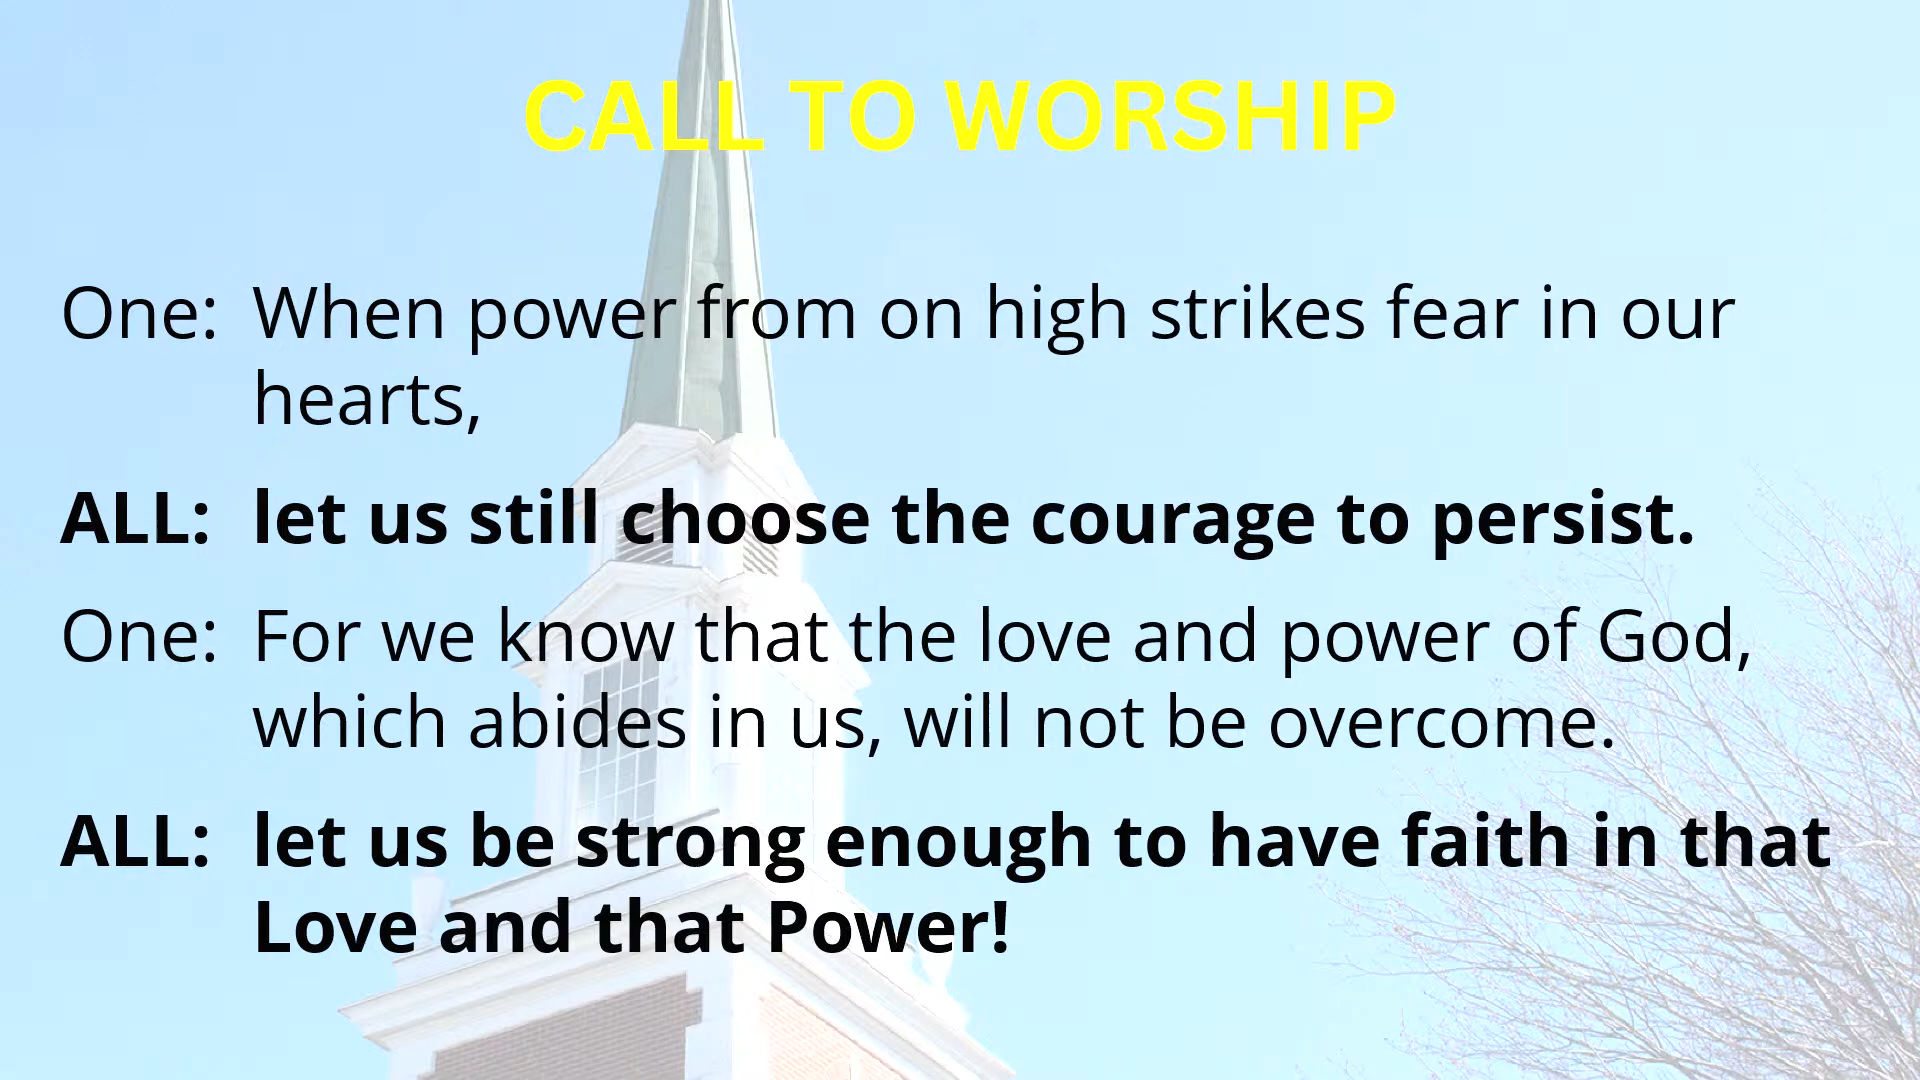 CALL TO WORSHIP
One: When power from on high strikes fear in our
hearts,
ALL: let us still choose the courage to persist.
One: For we know that the love and power of God,
which abides in us, will not be overcome.
ALL: let us be strong enough to have faith in that
Love and that Power!